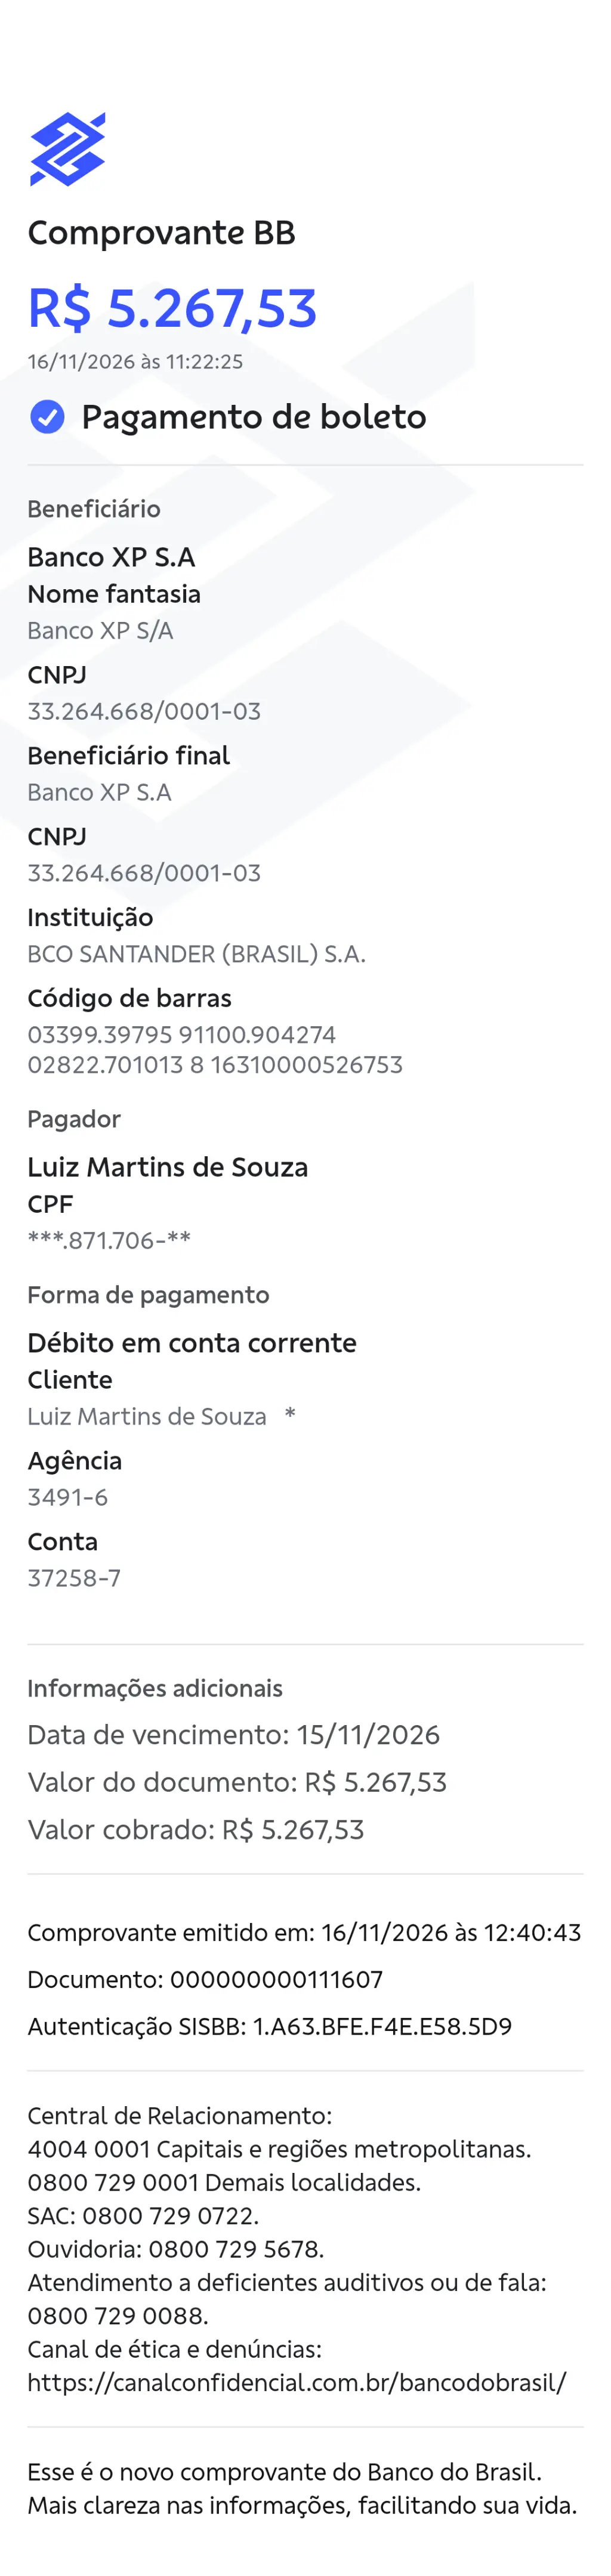 Comprovante BB
R$ 5.267,53
16/11/2026 às 11:22:25
Pagamento de boleto
Beneficiário
Banco XP S.A
Nome fantasia
Banco XP S/A
CNPJ
33.264.668/0001-03
Beneficiário final
Banco XP S.A
CNPJ
33.264.668/0001-03
Instituição
BCO SANTANDER (BRASIL) S.A.
Código de barras
03399.39795 91100.904274
02822.701013 8 16310000526753
Pagador
Luiz Martins de Souza
CPF
***.871.706-**
Forma de pagamento
Débito em conta corrente
Cliente
Luiz Martins de Souza *
Agência
3491-6
Conta
37258-7
Informações adicionais
Data de vencimento: 15/11/2026
Valor do documento: R$ 5.267,53
Valor cobrado: R$ 5.267,53
Comprovante emitido em: 16/11/2026 às 12:40:43
Documento: 000000000111607
Autenticação SISBB: 1.A63.BFE.F4E.E58.5D9
Central de Relacionamento:
4004 0001 Capitais e regiões metropolitanas.
0800 729 0001 Demais localidades.
SAC: 0800 729 0722.
Ouvidoria: 0800 729 5678.
Atendimento a deficientes auditivos ou de fala:
0800 729 0088.
Canal de ética e denúncias:
https://canalconfidencial.com.br/bancodobrasil/
Esse é o novo comprovante do Banco do Brasil.
Mais clareza nas informações, facilitando sua vida.